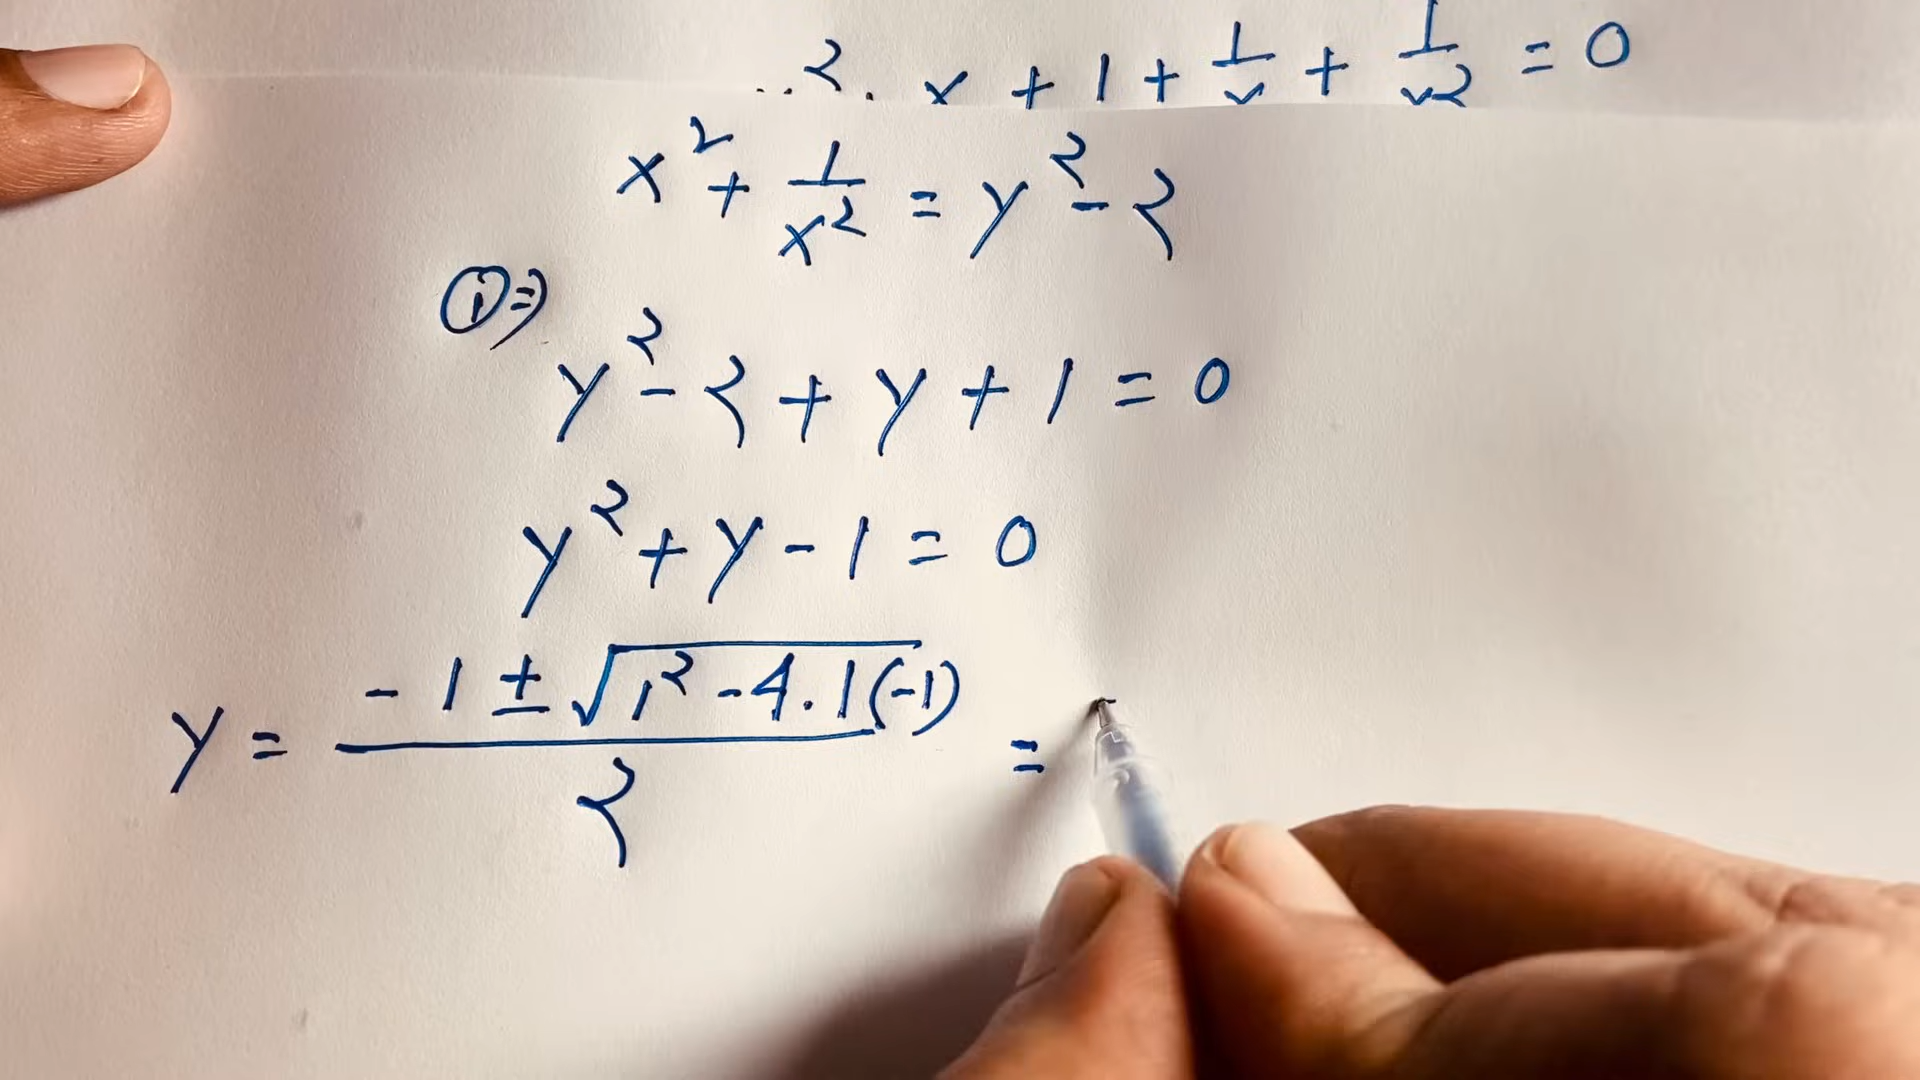 x + 1 + 1/x + 1/x² = 0
x² + 1/x² = y² - 2
(i) ⇒
y² - 2 + y + 1 = 0
y² + y - 1 = 0
y = (-1 ± √(1² - 4.1(-1)))/2 =